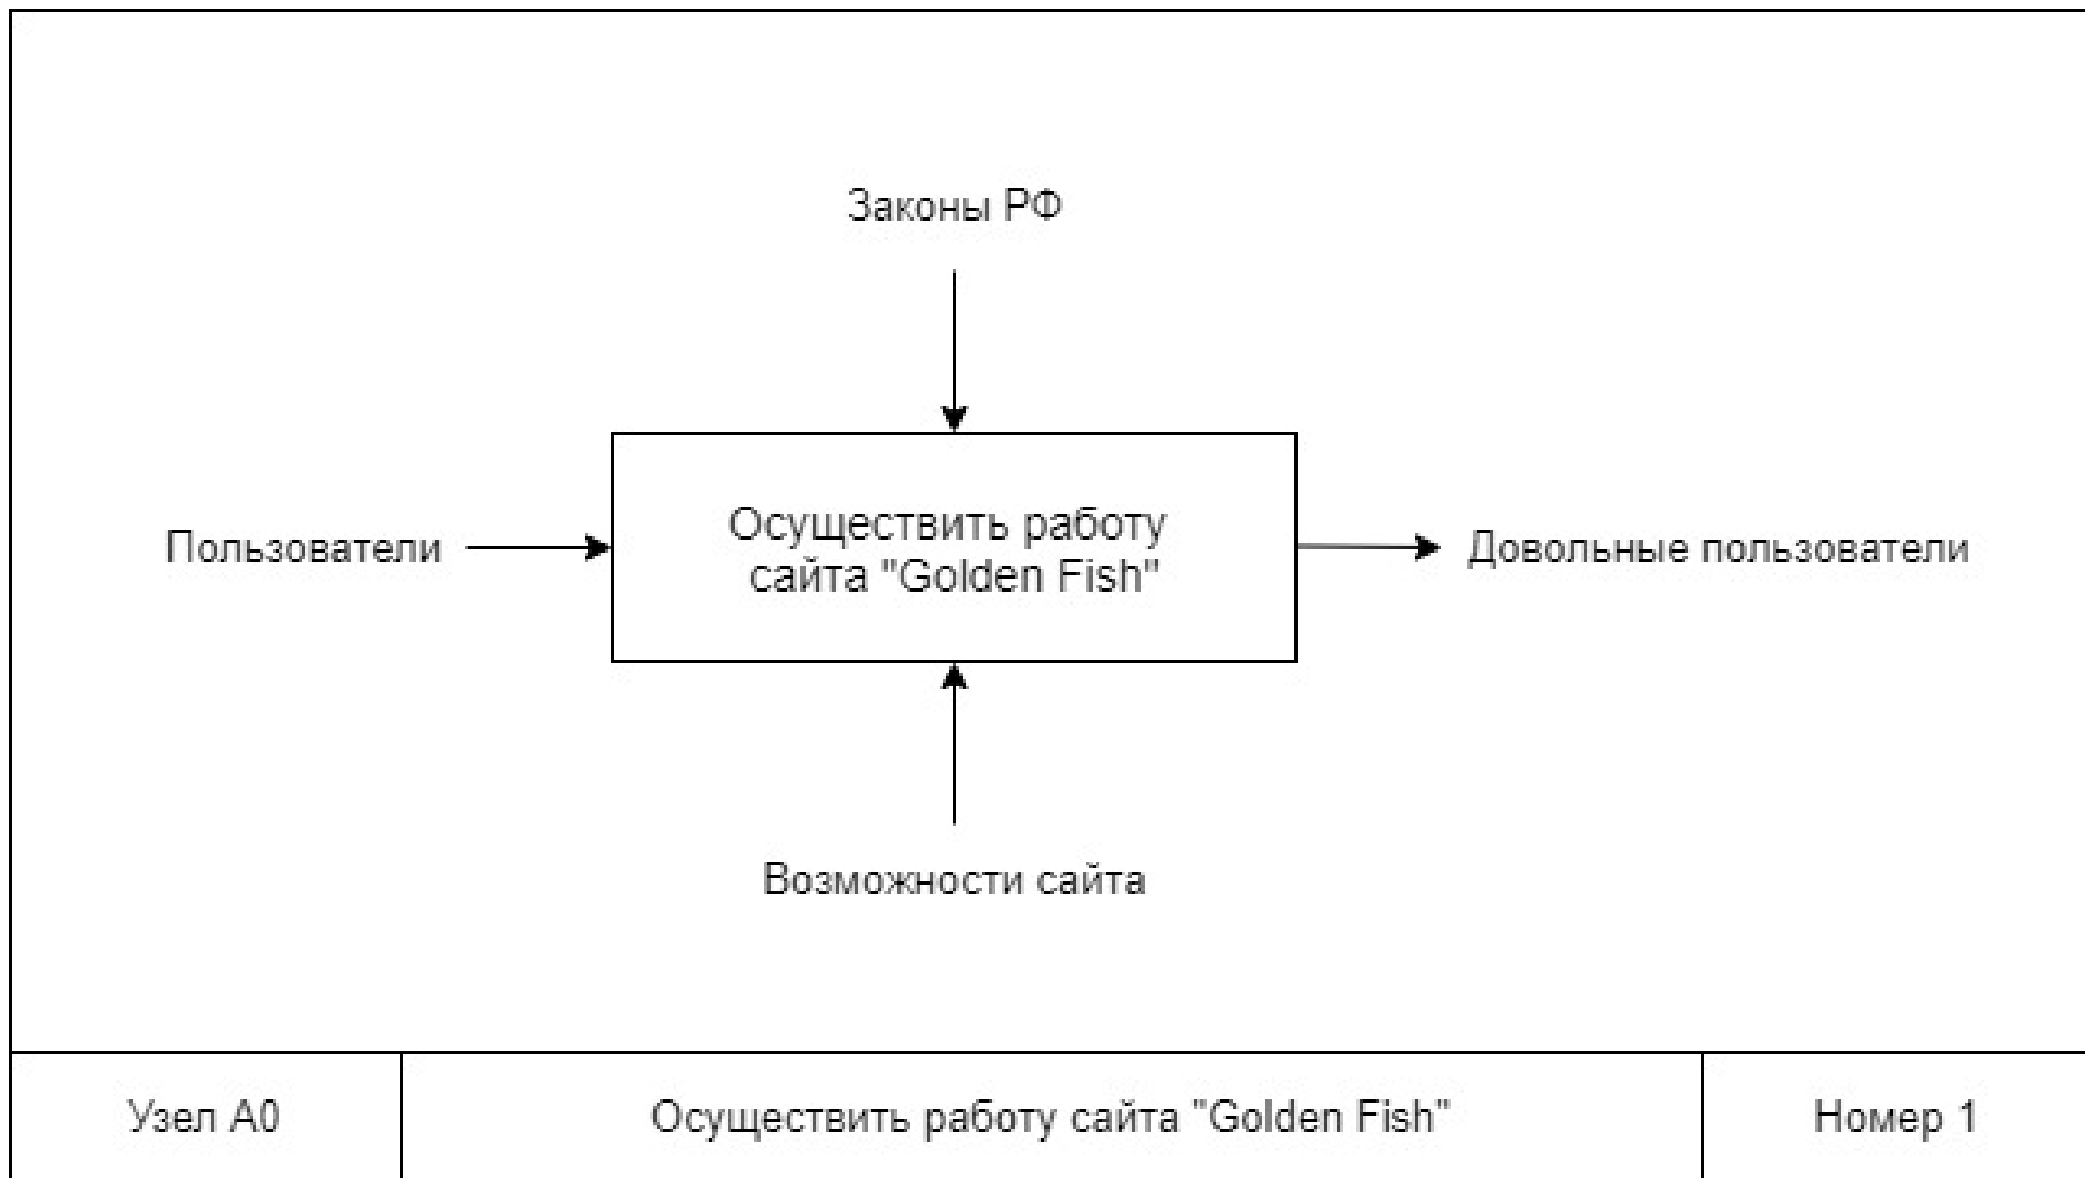 Законы РФ
Пользователи
Осуществить работу
сайта "Golden Fish"
Довольные пользователи
Возможности сайта
Узел А0
Осуществить работу сайта "Golden Fish"
Номер 1